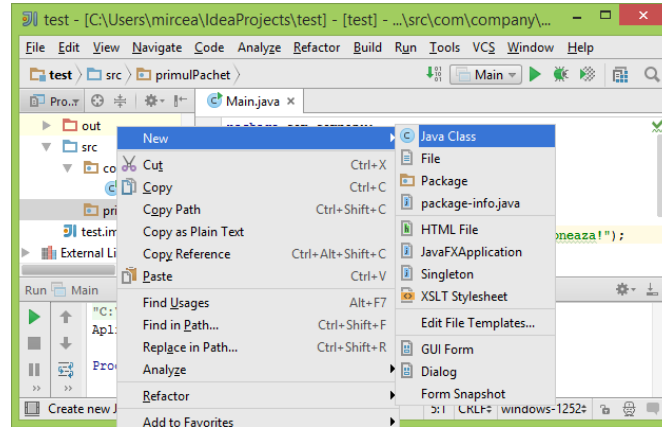 test - [C:\Users\mircea\IdeaProjects\test] - [test] - ...\src\com\company\...
File Edit View Navigate Code Analyze Refactor Build Run Tools VCS Window Help
test src primulPachet Main
Pro.. Main.java
out
src
co
pri
test.im
External Li
package com company
oneaza!");
New
Cut Ctrl+X
Copy Ctrl+C
Copy Path Ctrl+Shift+C
Copy as Plain Text
Copy Reference Ctrl+Alt+Shift+C
Paste Ctrl+V
Find Usages Alt+F7
Find in Path... Ctrl+Shift+F
Replace in Path... Ctrl+Shift+R
Analyze
Refactor
Add to Favorites
Java Class
File
Package
package-info.java
HTML File
JavaFXApplication
Singleton
XSLT Stylesheet
Edit File Templates...
GUI Form
Dialog
Form Snapshot
Run Main
"C:
Apl
Proc
Create new J
5:1 CRLF windows-1252